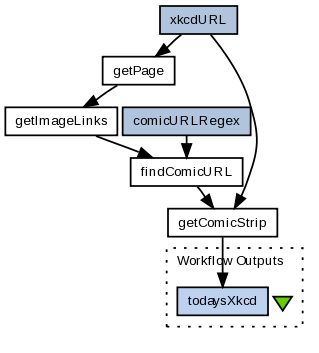 xkcdURL
getPage
getImageLinks
comicURLRegex
findComicURL
getComicStrip
Workflow Outputs
todaysXkcd